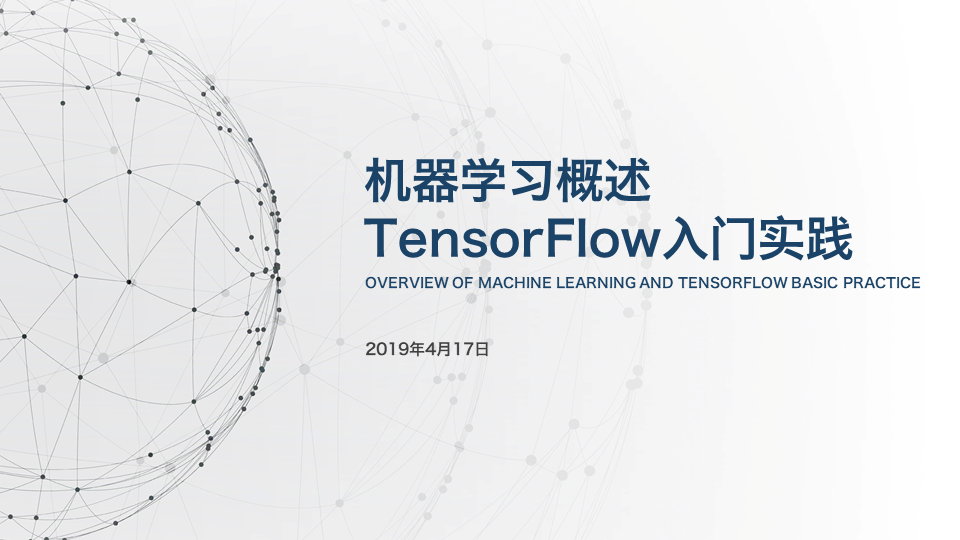 机器学习概述
TensorFlow入门实践
OVERVIEW OF MACHINE LEARNING AND TENSORFLOW BASIC PRACTICE
2019年4月17日